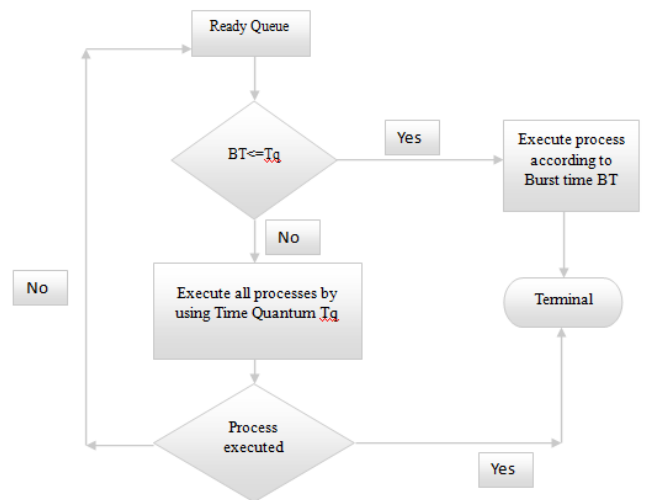 Ready Queue
BT<=Tq
Yes
Execute process
according to
Burst time BT
No
Execute all processes by
using Time Quantum Tq
No
Terminal
Process
executed
Yes